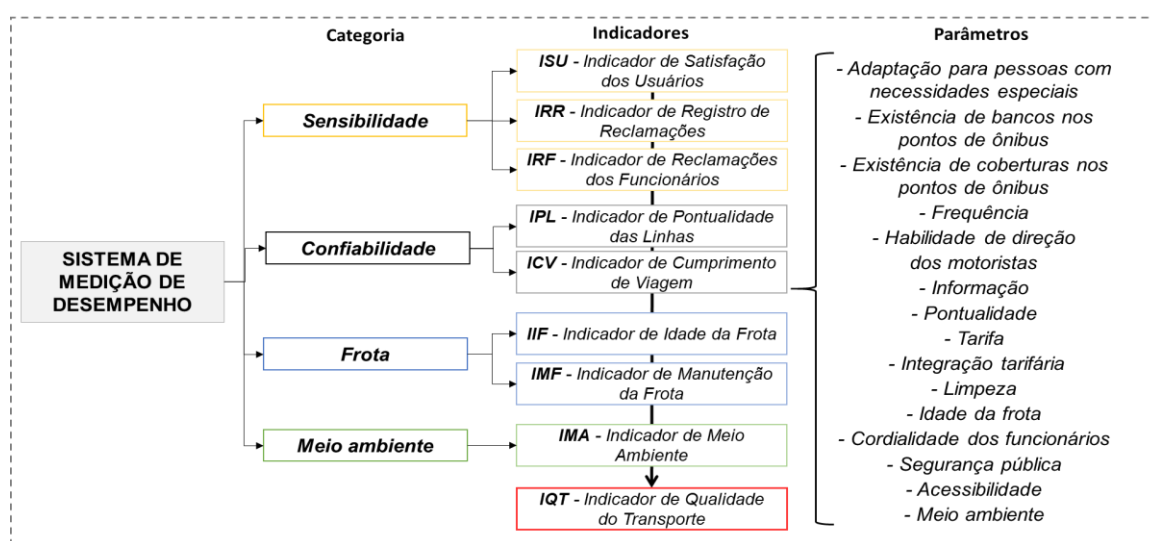 Categoria
Indicadores
Parâmetros
SISTEMA DE
MEDIÇÃO DE
DESEMPENHO
Sensibilidade
Confiabilidade
Frota
Meio ambiente
ISU - Indicador de Satisfação
dos Usuários
IRR - Indicador de Registro de
Reclamações
IRF - Indicador de Reclamações
dos Funcionários
IPL - Indicador de Pontualidade
das Linhas
ICV - Indicador de Cumprimento
de Viagem
IIF - Indicador de Idade da Frota
IMF - Indicador de Manutenção
da Frota
IMA - Indicador de Meio
Ambiente
IQT - Indicador de Qualidade
do Transporte
- Adaptação para pessoas com
necessidades especiais
- Existência de bancos nos
pontos de ônibus
- Existência de coberturas nos
pontos de ônibus
- Frequência
- Habilidade de direção
dos motoristas
- Informação
- Pontualidade
- Tarifa
- Integração tarifária
- Limpeza
- Idade da frota
- Cordialidade dos funcionários
- Segurança pública
- Acessibilidade
- Meio ambiente